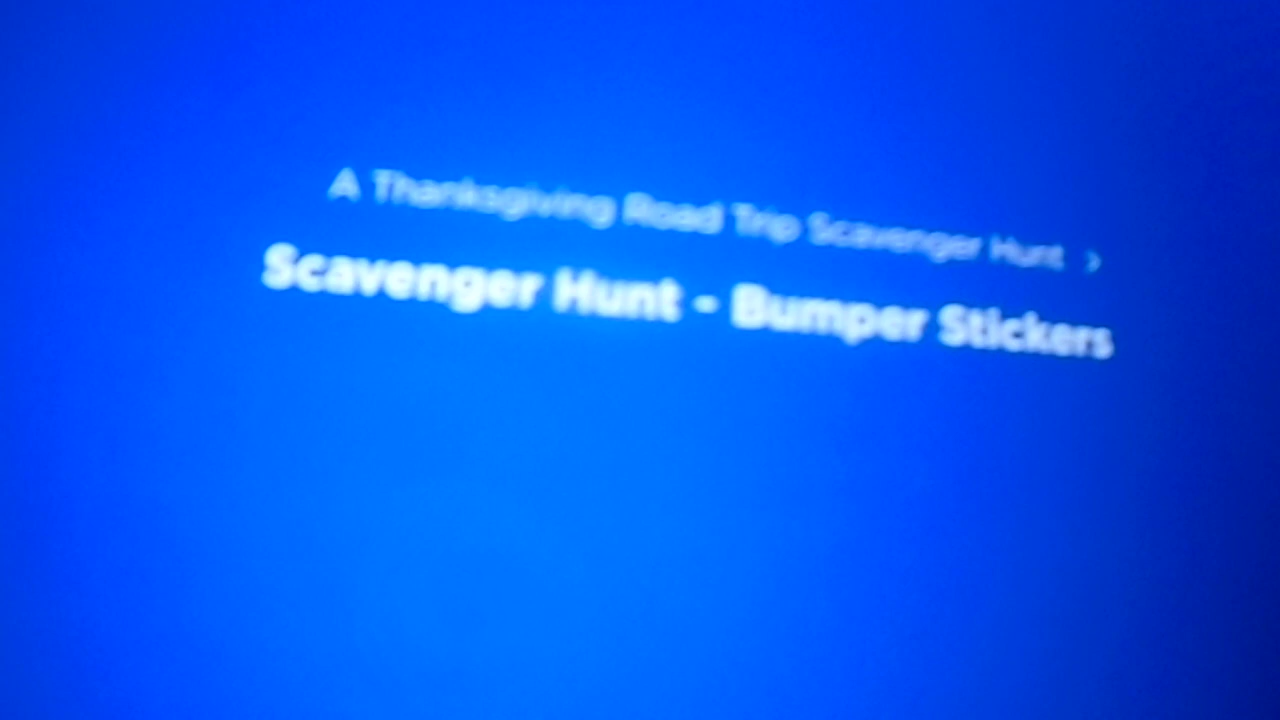 A Thanksgiving Road Trip Scavenger Hunt >
Scavenger Hunt - Bumper Stickers